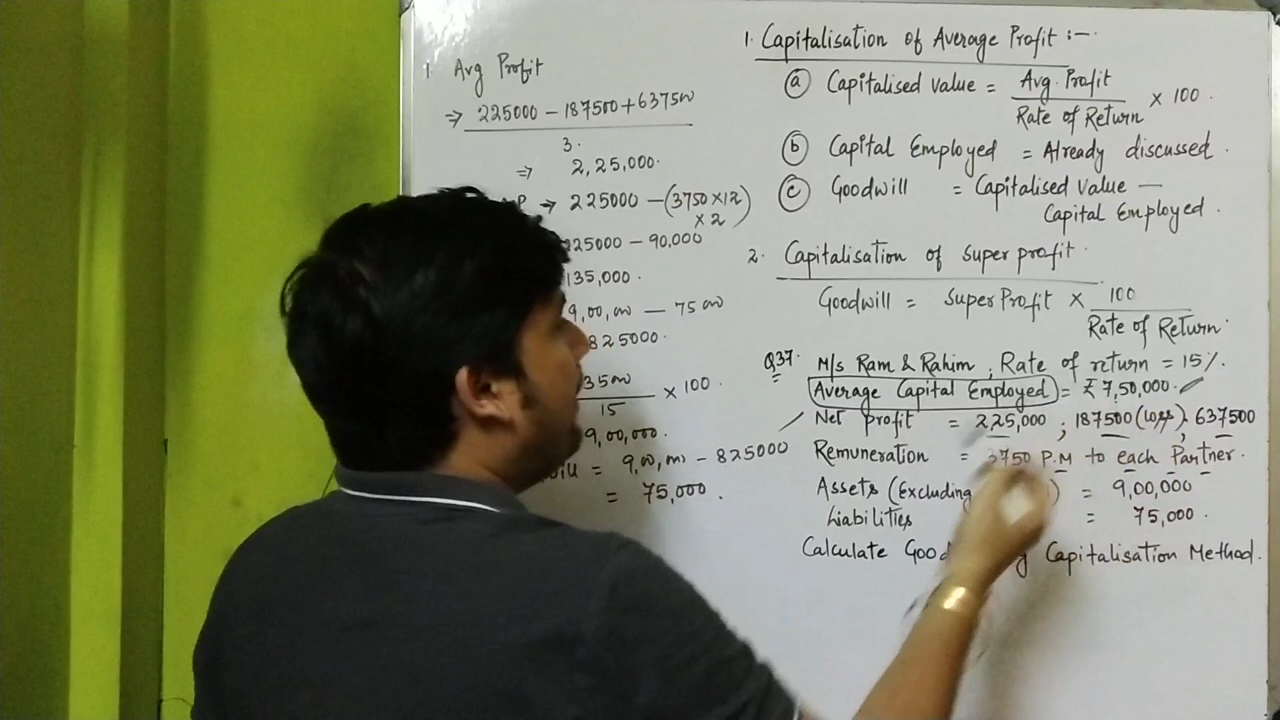 1. Avg Profit
⇒ 225000 – 187500 + 637500
3.
⇒ 2,25,000.
P → 225000 – (3750 × 12
× 2)
225000 – 90,000
135,000.
9,00,000 – 75000
825000.
35000 × 100.
15
9,00,000.
= 9,00,000 – 825000
= 75,000.
1. Capitalisation of Average Profit :–.
(a) Capitalised value = Avg. Profit × 100.
Rate of Return
(b) Capital Employed = Already discussed.
(c) Goodwill = Capitalised Value –
Capital Employed.
2. Capitalisation of Super profit.
Goodwill = Super Profit × 100
Rate of Return.
Q37. M/s Ram & Rahim, Rate of return = 15%.
Average Capital Employed = ₹ 7,50,000.
Net profit = 225,000 ; 187500 (loss) ; 637500
Remuneration = 3750 P.M to each Partner.
Assets (Excluding ) = 9,00,000
Liabilities = 75,000.
Calculate Capitalisation Method.